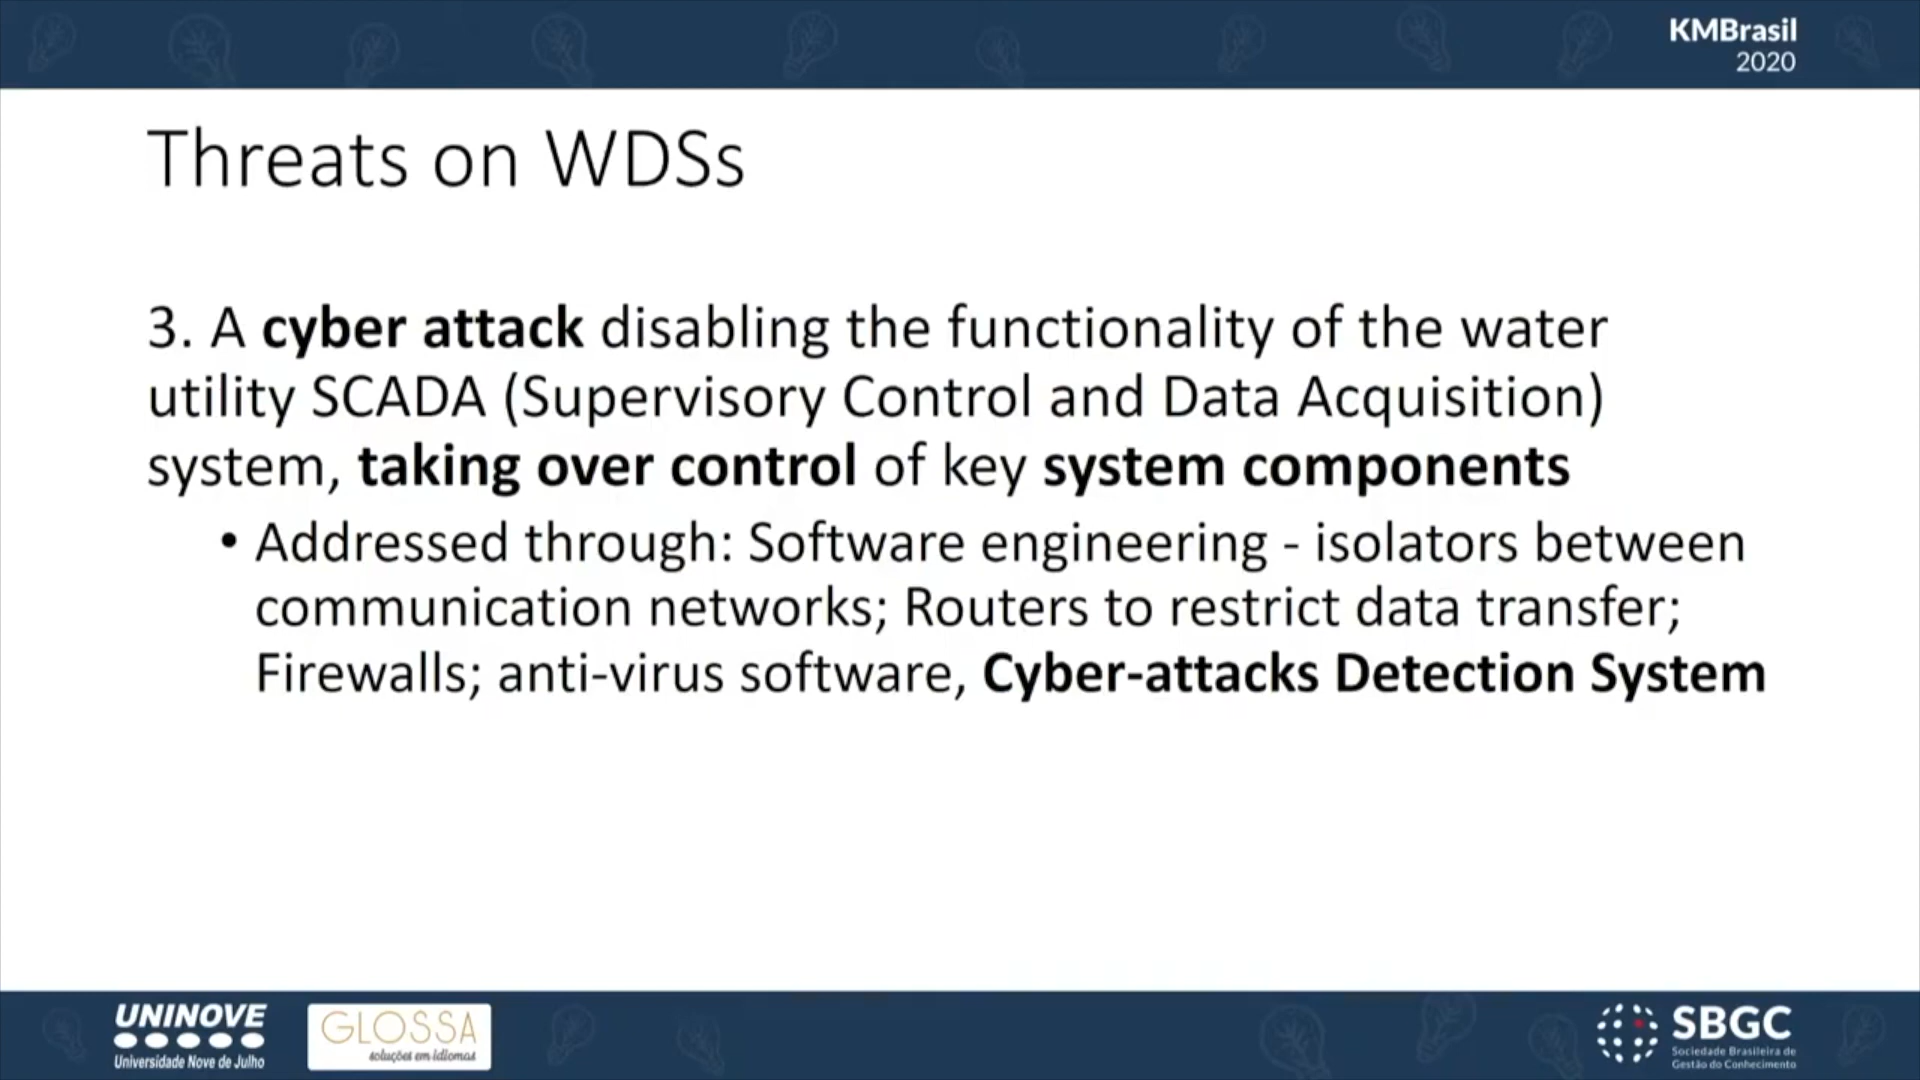 KMBrasil
2020
Threats on WDSs
3. A cyber attack disabling the functionality of the water
utility SCADA (Supervisory Control and Data Acquisition)
system, taking over control of key system components
• Addressed through: Software engineering - isolators between
communication networks; Routers to restrict data transfer;
Firewalls; anti-virus software, Cyber-attacks Detection System
UNINOVE
Universidade Nove de Julho
GLOSSA
soluções em idiomas
SBGC
Sociedade Brasileira de
Gestão do Conhecimento